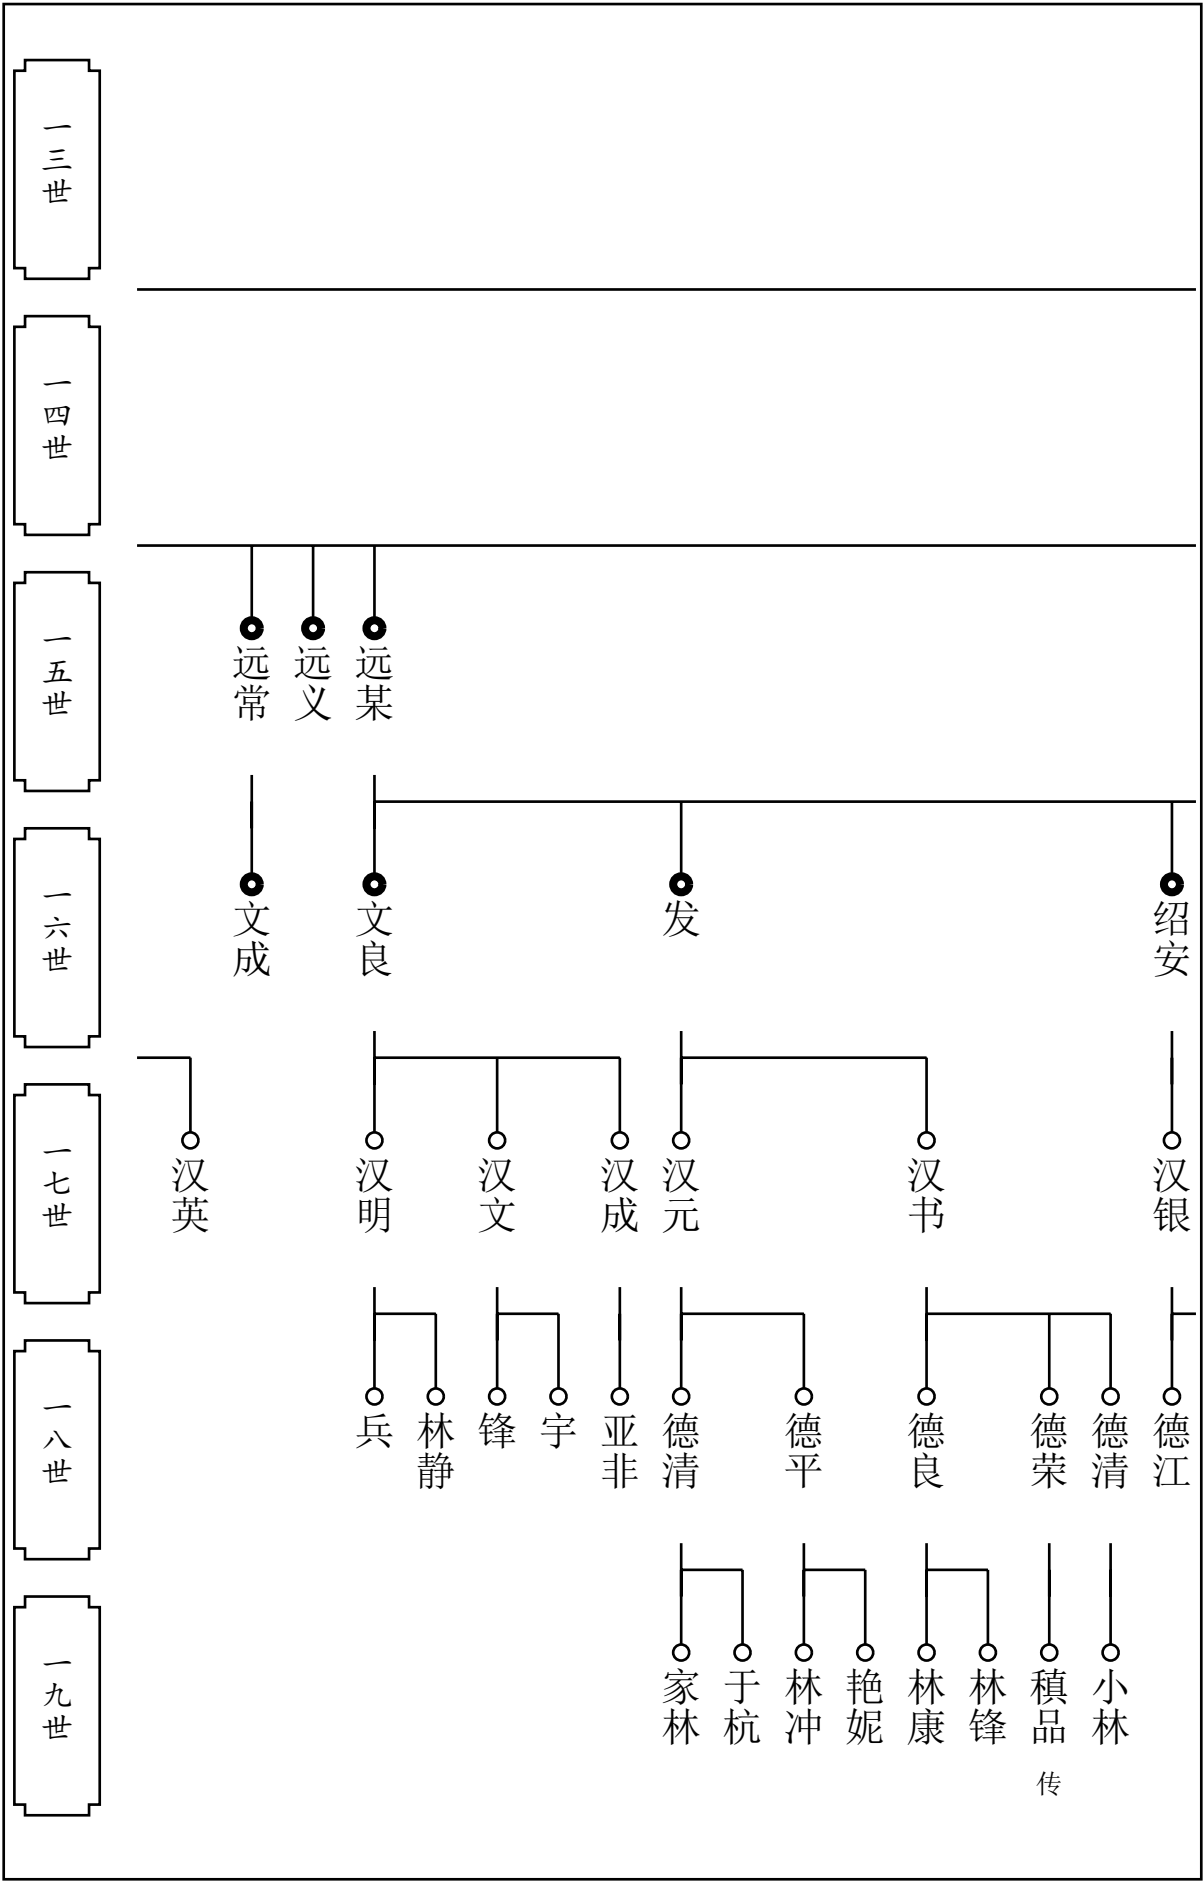 一三世
一四世
一五世
远常
远义
远某
一六世
文成
文良
发
绍安
一七世
汉英
汉明
汉文
汉成
汉元
汉书
汉银
一八世
兵
林静
锋
宇
亚非
德清
德平
德良
德荣
德清
德江
一九世
家林
于杭
林冲
艳妮
林康
林锋
稹品
传
小林